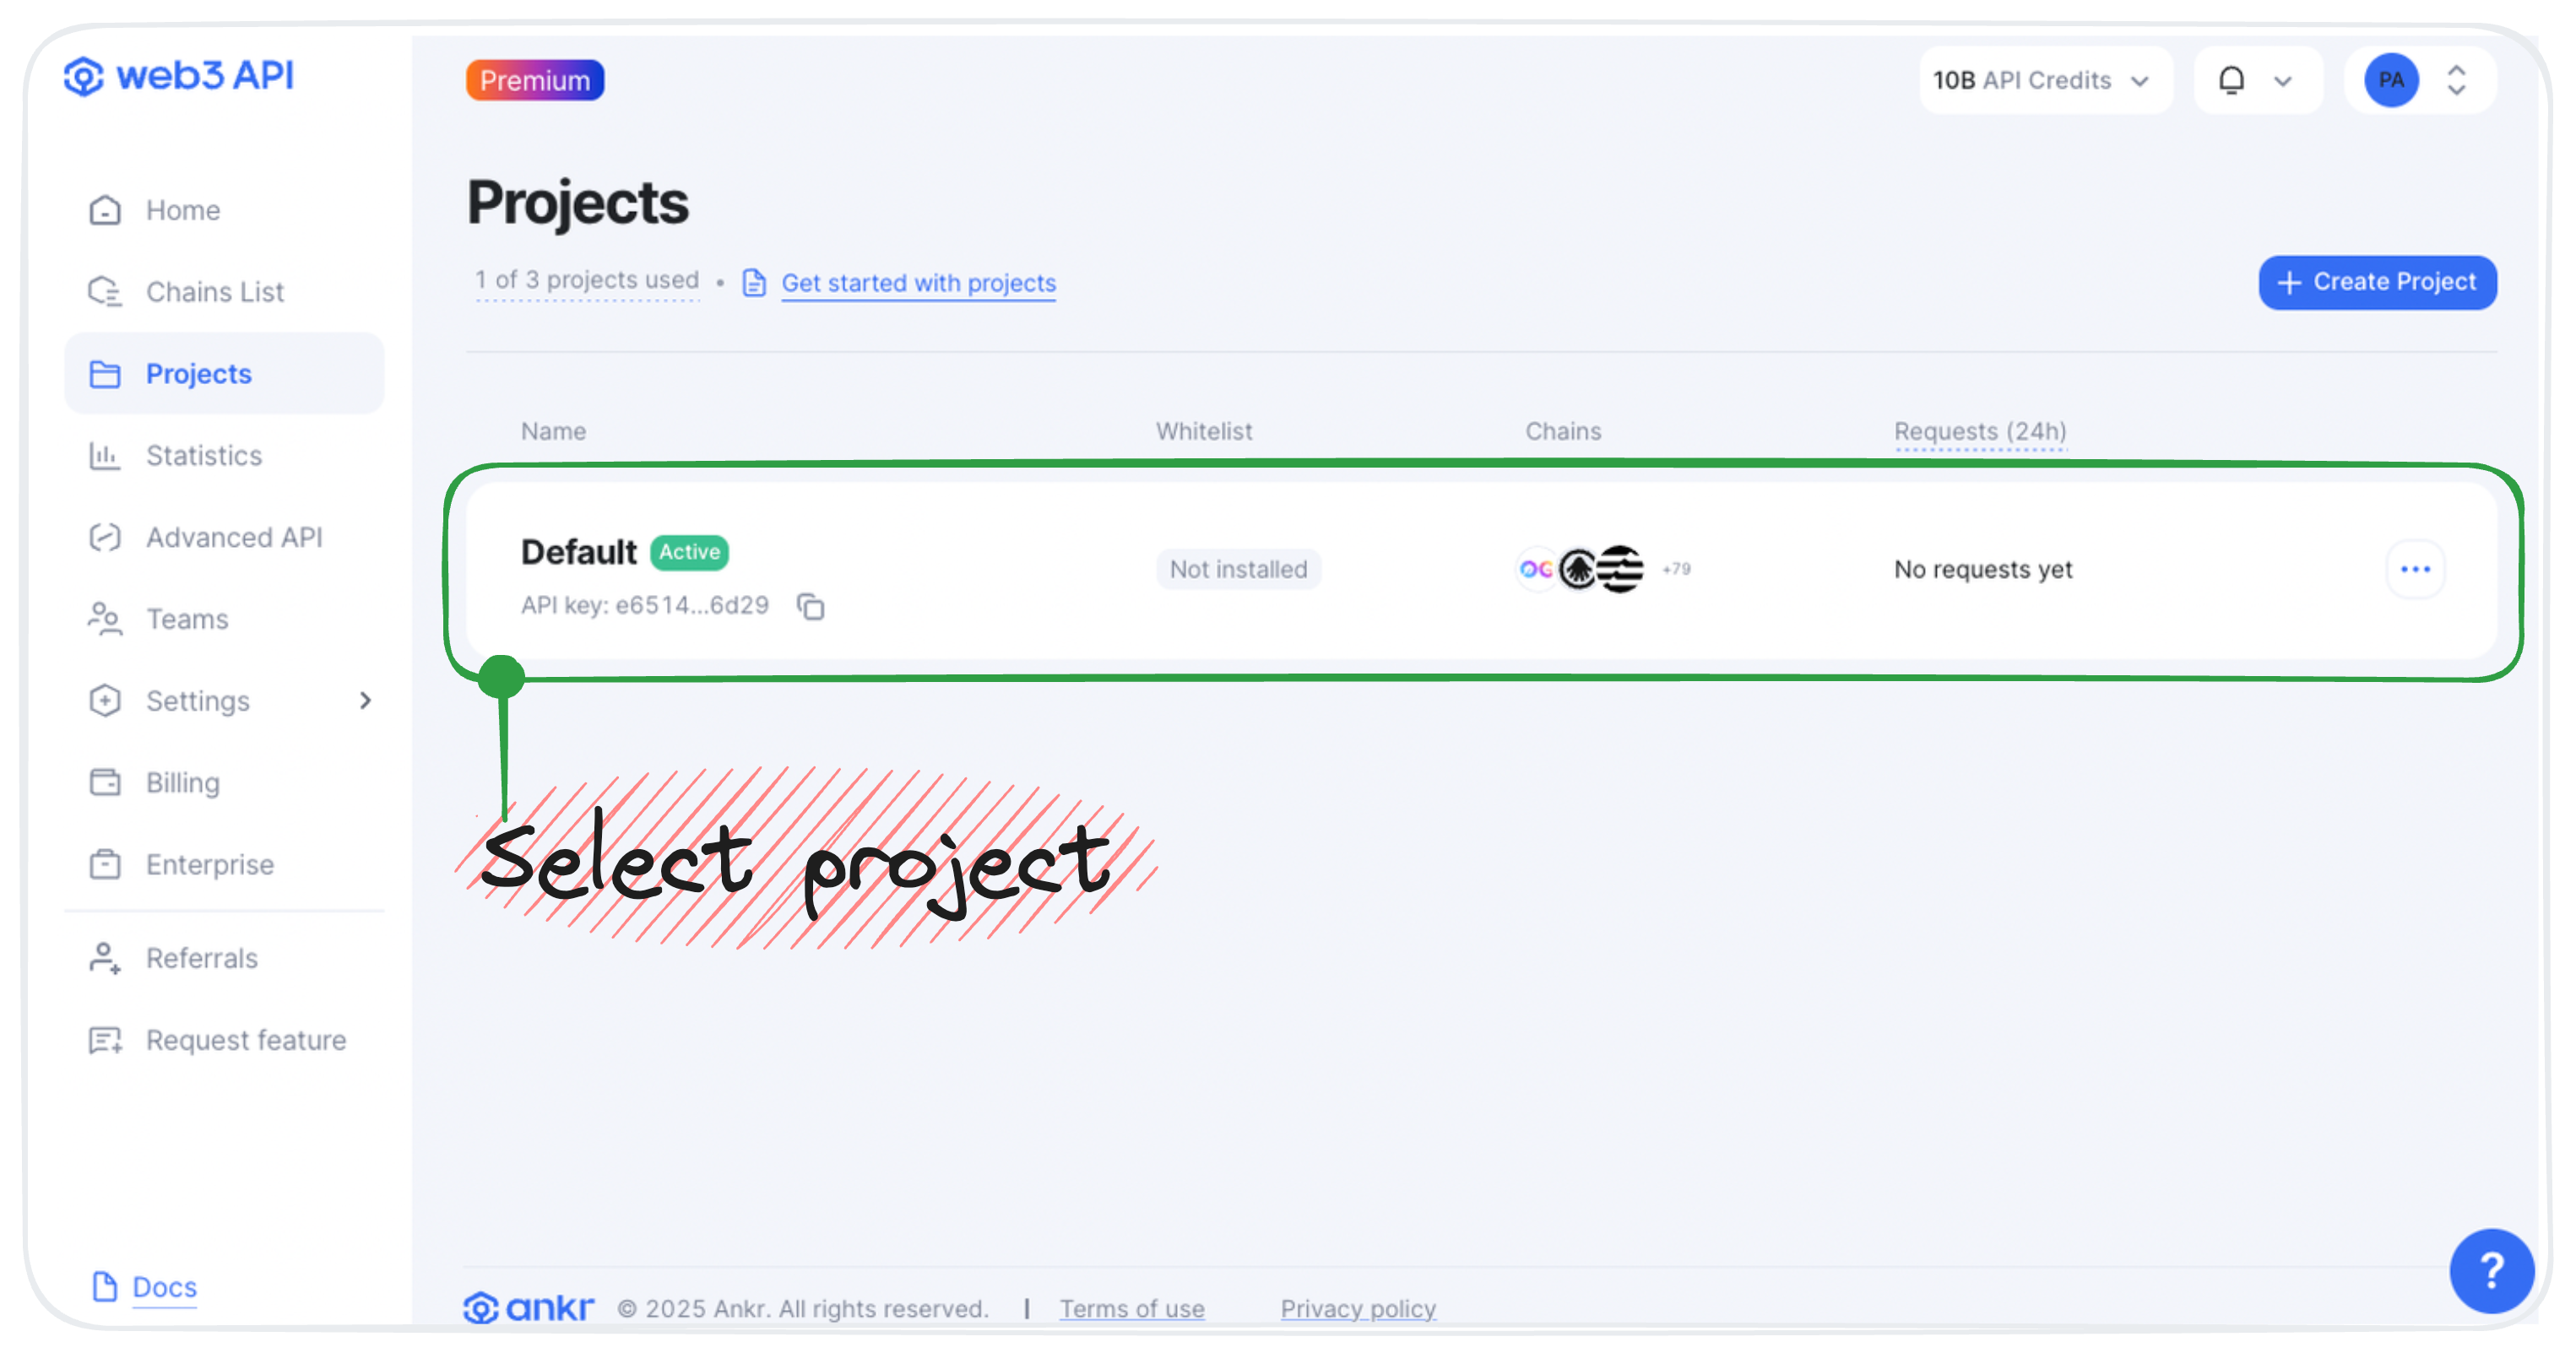 web3 API
Premium
10B API Credits
PA
Home
Chains List
Projects
Statistics
Advanced API
Teams
Settings
Billing
Enterprise
Referrals
Request feature
Docs
Projects
1 of 3 projects used • Get started with projects
+ Create Project
Name Whitelist Chains Requests (24h)
Default Active
API key: e6514...6d29
Not installed
+79
No requests yet
Select project
ankr © 2025 Ankr. All rights reserved. | Terms of use Privacy policy
?